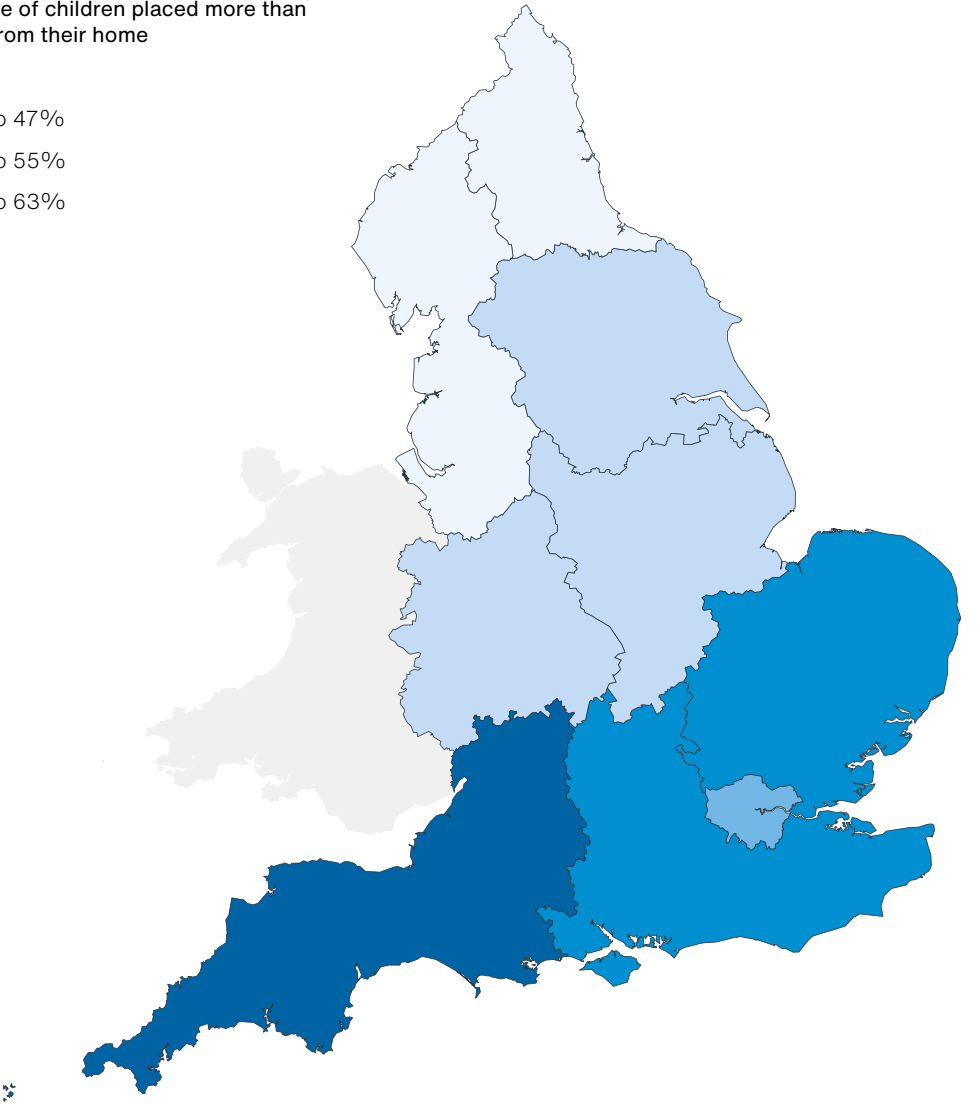 e of children placed more than
rom their home
o 47%
o 55%
o 63%